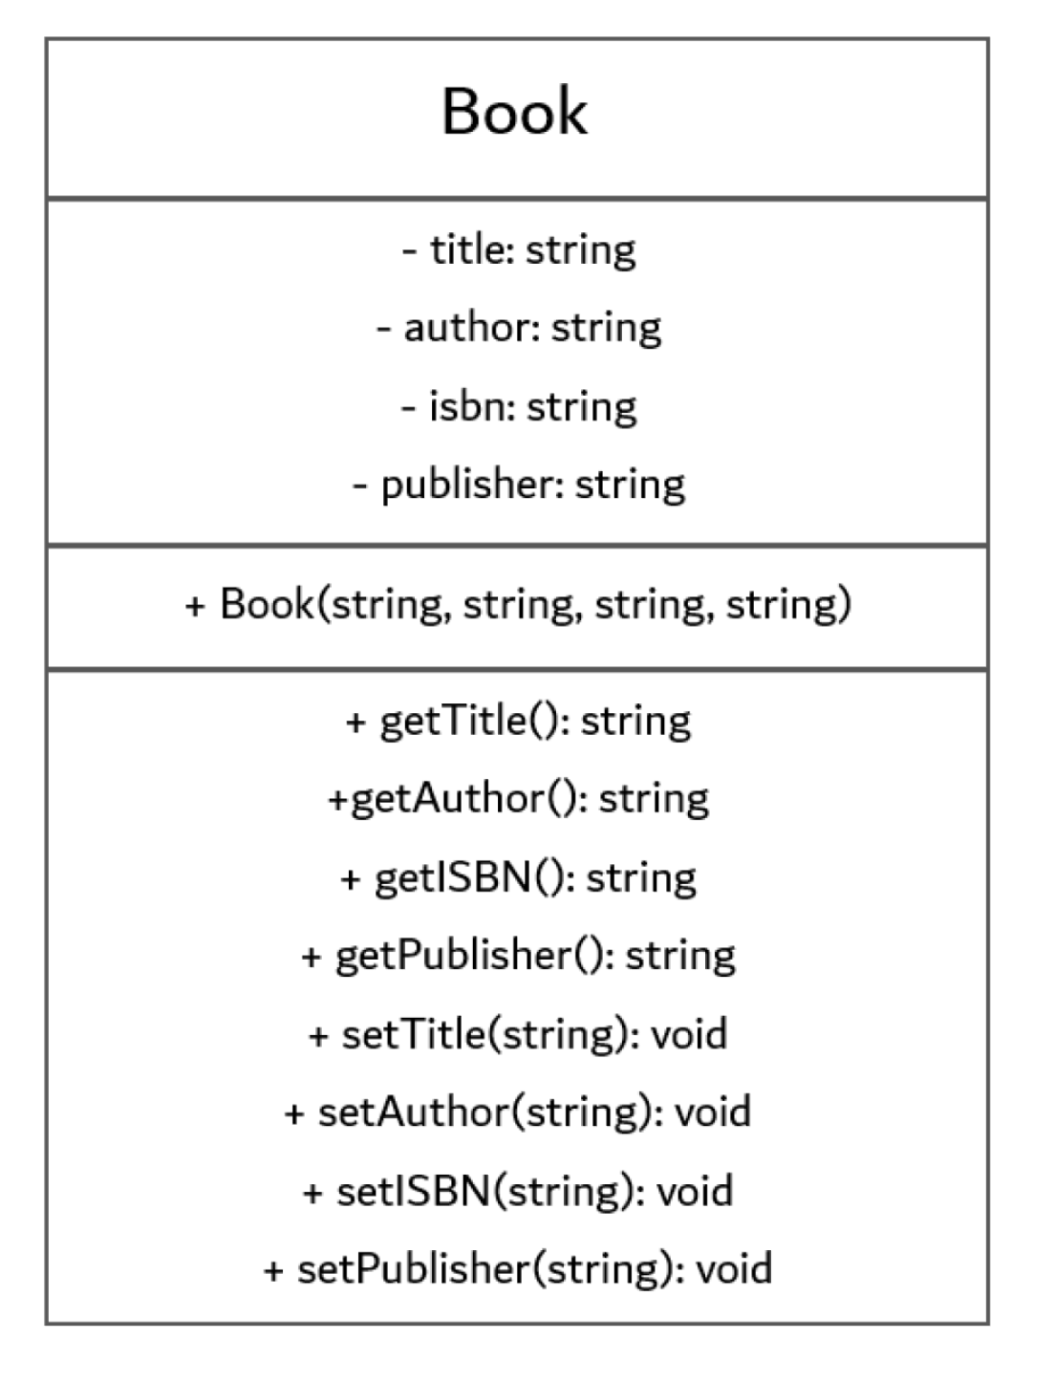 Book
- title: string
- author: string
- isbn: string
- publisher: string
+ Book(string, string, string, string)
+ getTitle(): string
+getAuthor(): string
+ getISBN(): string
+ getPublisher(): string
+ setTitle(string): void
+ setAuthor(string): void
+ setISBN(string): void
+ setPublisher(string): void